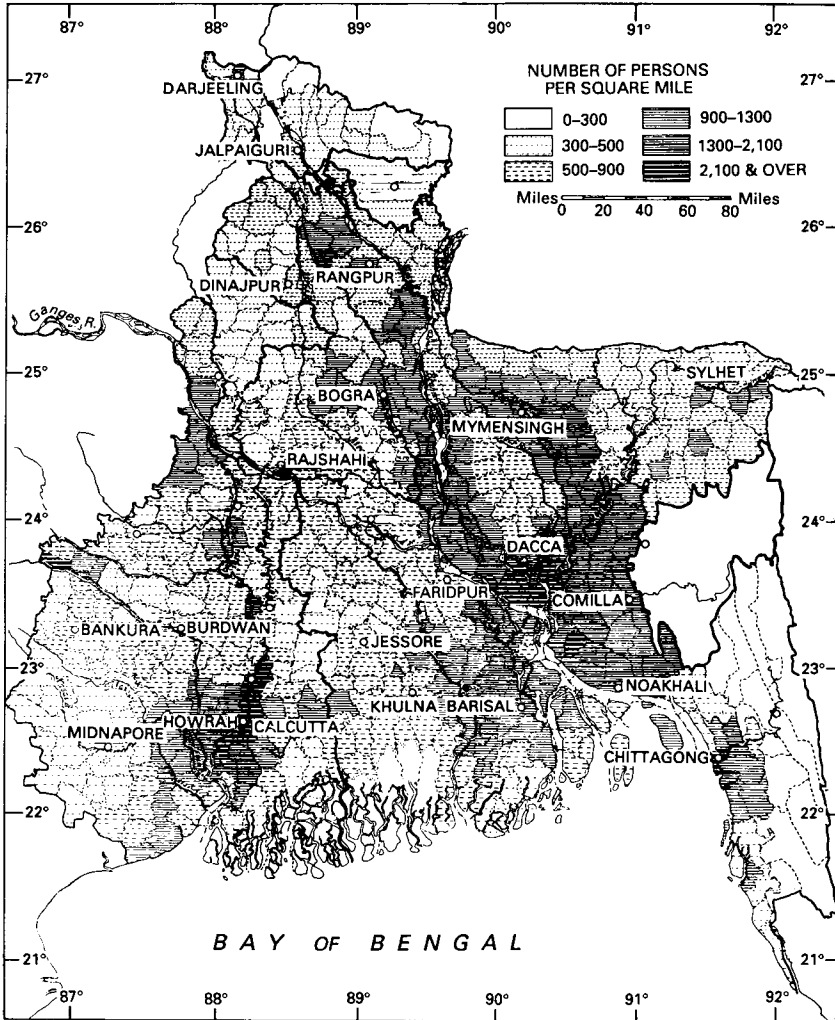 87° 88° 89° 90° 91° 92°
NUMBER OF PERSONS
PER SQUARE MILE
0–300 900–1300
300–500 1300–2,100
500–900 2,100 & OVER
Miles 0 20 40 60 80 Miles
27° 27°
DARJEELING
JALPAIGURI
26° 26°
DINAJPUR RANGPUR
Ganges R.
25° 25°
SYLHET
BOGRA
MYMENSINGH
RAJSHAHI
24° 24°
DACCA
FARIDPUR COMILLA
BANKURA BURDWAN JESSORE
23° 23°
NOAKHALI
KHULNA BARISAL
HOWRAH CALCUTTA
MIDNAPORE
CHITTAGONG
22° 22°
BAY OF BENGAL
21° 21°
87° 88° 89° 90° 91° 92°